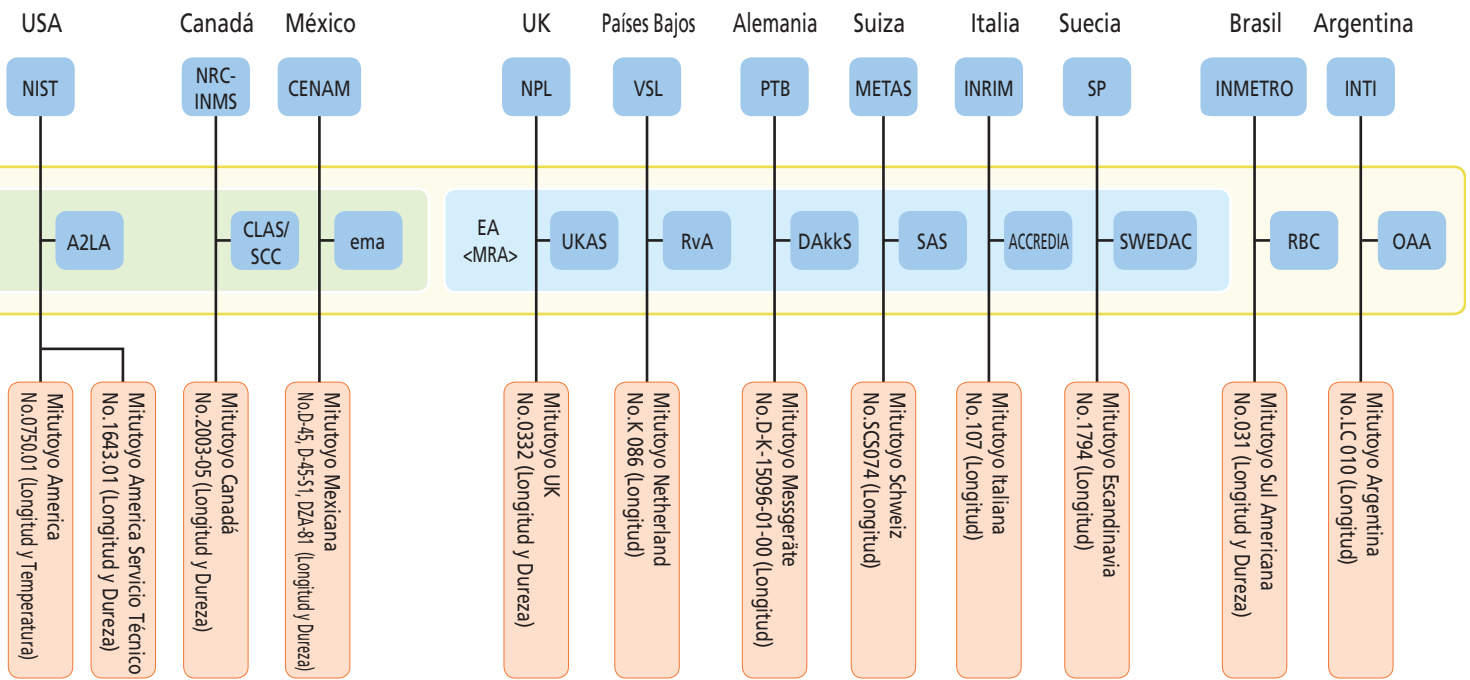 USA
Canadá
México
UK
Países Bajos
Alemania
Suiza
Italia
Suecia
Brasil
Argentina
NIST
NRC-
INMS
CENAM
NPL
VSL
PTB
METAS
INRIM
SP
INMETRO
INTI
A2LA
CLAS/
SCC
ema
EA
<MRA>
UKAS
RvA
DAkkS
SAS
ACCREDIA
SWEDAC
RBC
OAA
Mitutoyo America
No.0750.01 (Longitud y Temperatura)
Mitutoyo America Servicio Técnico
No.1643.01 (Longitud y Dureza)
Mitutoyo Canadá
No.2003-05 (Longitud y Dureza)
Mitutoyo Mexicana
No.D-45, D-45-S1, DZA-81 (Longitud y Dureza)
Mitutoyo UK
No.0332 (Longitud y Dureza)
Mitutoyo Netherland
No.K 086 (Longitud)
Mitutoyo Messgeräte
No.D-K-15096-01-00 (Longitud)
Mitutoyo Schweiz
No.SCS074 (Longitud)
Mitutoyo Italiana
No.107 (Longitud)
Mitutoyo Escandinavia
No.1794 (Longitud)
Mitutoyo Sul Americana
No.031 (Longitud y Dureza)
Mitutoyo Argentina
No.LC 010 (Longitud)